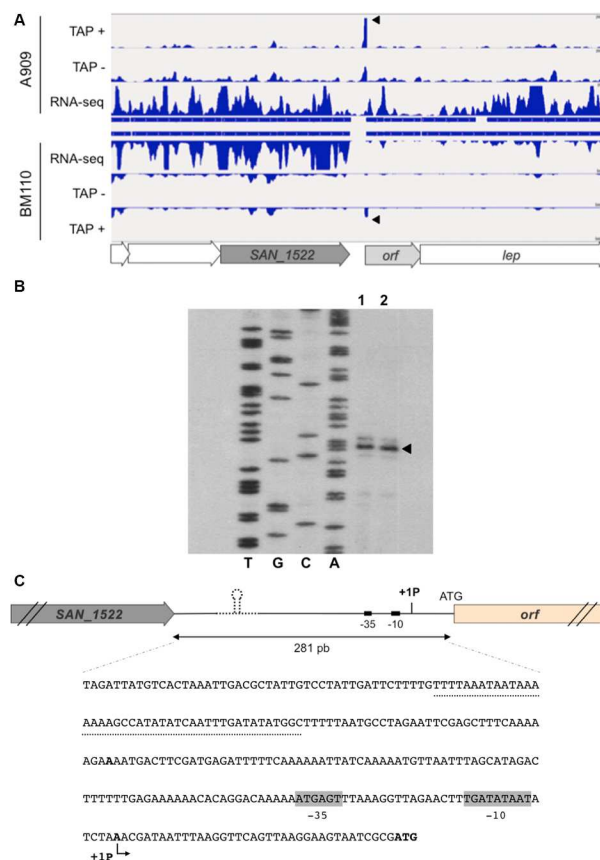 A
A909
TAP +
TAP -
RNA-seq
BM110
RNA-seq
TAP -
TAP +
SAN_1522
orf
lep
B
1 2
T G C A
C
+1P
ATG
SAN_1522
-35
-10
orf
281 pb
TAGATTATGTCACTAAATTGACGCTATTGTCCTATTGATTCTTTTGTTTTAAATAATAAA
AAAAGCCATATATCAATTTGATATATGGCTTTTTAATGCCTAGAATTCGAGCTTTCAAAA
AGAAAATGACTTCGATGAGATTTTTCAAAAAATTATCAAAAATGTTAATTTAGCATAGAC
TTTTTTGAGAAAAAACACAGGACAAAAAATGAGTTTAAAGGTTAGAACTTTGATATAATA
-35
-10
TCTAAACGATAATTTAAGGTTCAGTTAAGGAAGTAATCGCGATG
+1P